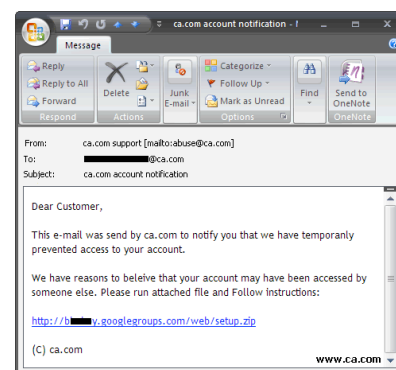 ca.com account notification - I
Message
Reply
Reply to All
Forward
Respond
Delete
Actions
Junk
E-mail
Categorize
Follow Up
Mark as Unread
Options
Find
Send to
OneNote
OneNote
From: ca.com support [mailto:abuse@ca.com]
To: @ca.com
Subject: ca.com account notification
Dear Customer,
This e-mail was send by ca.com to notify you that we have temporanly
prevented access to your account.
We have reasons to beleive that your account may have been accessed by
someone else. Please run attached file and Follow instructions:
http://b y.googlegroups.com/web/setup.zip
(C) ca.com
www.ca.com